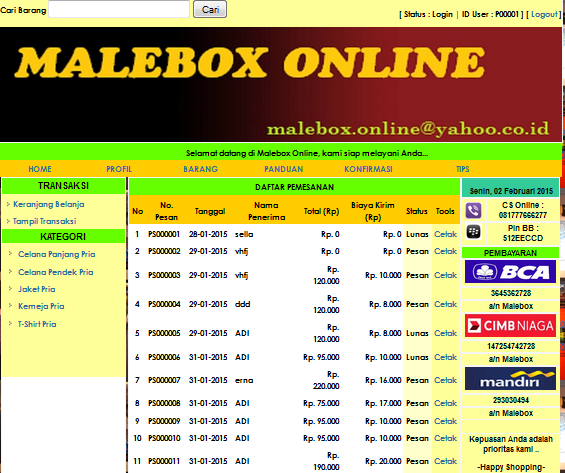 Cari Barang Cari [ Status : Login | ID User : P00001 ] [ Logout ]
MALEBOX ONLINE
malebox.online@yahoo.co.id
Selamat datang di Malebox Online, kami siap melayani Anda...
HOME PROFIL BARANG PANDUAN KONFIRMASI TIPS
TRANSAKSI
> Keranjang Belanja
> Tampil Transaksi
KATEGORI
> Celana Panjang Pria
> Celana Pendek Pria
> Jaket Pria
> Kemeja Pria
> T-Shirt Pria
DAFTAR PEMESANAN
No No. Pesan Tanggal Nama Penerima Total (Rp) Biaya Kirim (Rp) Status Tools
1 PS000001 28-01-2015 sella Rp. 0 Rp. 0 Lunas Cetak
2 PS000002 29-01-2015 vhfj Rp. 0 Rp. 0 Pesan Cetak
3 PS000003 29-01-2015 vhfj Rp. 120.000 Rp. 10.000 Pesan Cetak
4 PS000004 29-01-2015 ddd Rp. 120.000 Rp. 8.000 Pesan Cetak
5 PS000005 29-01-2015 ADI Rp. 120.000 Rp. 8.000 Lunas Cetak
6 PS000006 31-01-2015 ADI Rp. 95.000 Rp. 10.000 Lunas Cetak
7 PS000007 31-01-2015 erna Rp. 220.000 Rp. 16.000 Pesan Cetak
8 PS000008 31-01-2015 ADI Rp. 75.000 Rp. 17.000 Pesan Cetak
9 PS000009 31-01-2015 ADI Rp. 95.000 Rp. 10.000 Pesan Cetak
10 PS000010 31-01-2015 ADI Rp. 95.000 Rp. 10.000 Pesan Cetak
11 PS000011 31-01-2015 ADI Rp. 190.000 Rp. 20.000 Pesan Cetak
Senin, 02 Februari 2015
CS Online :
081777666277
Pin BB :
512EECCD
PEMBAYARAN
BCA
3645362728
a/n Malebox
CIMB NIAGA
147254742728
a/n Malebox
mandiri
293030494
a/n Malebox
Kepuasan Anda adalah
prioritas kami ..
-Happy Shopping-